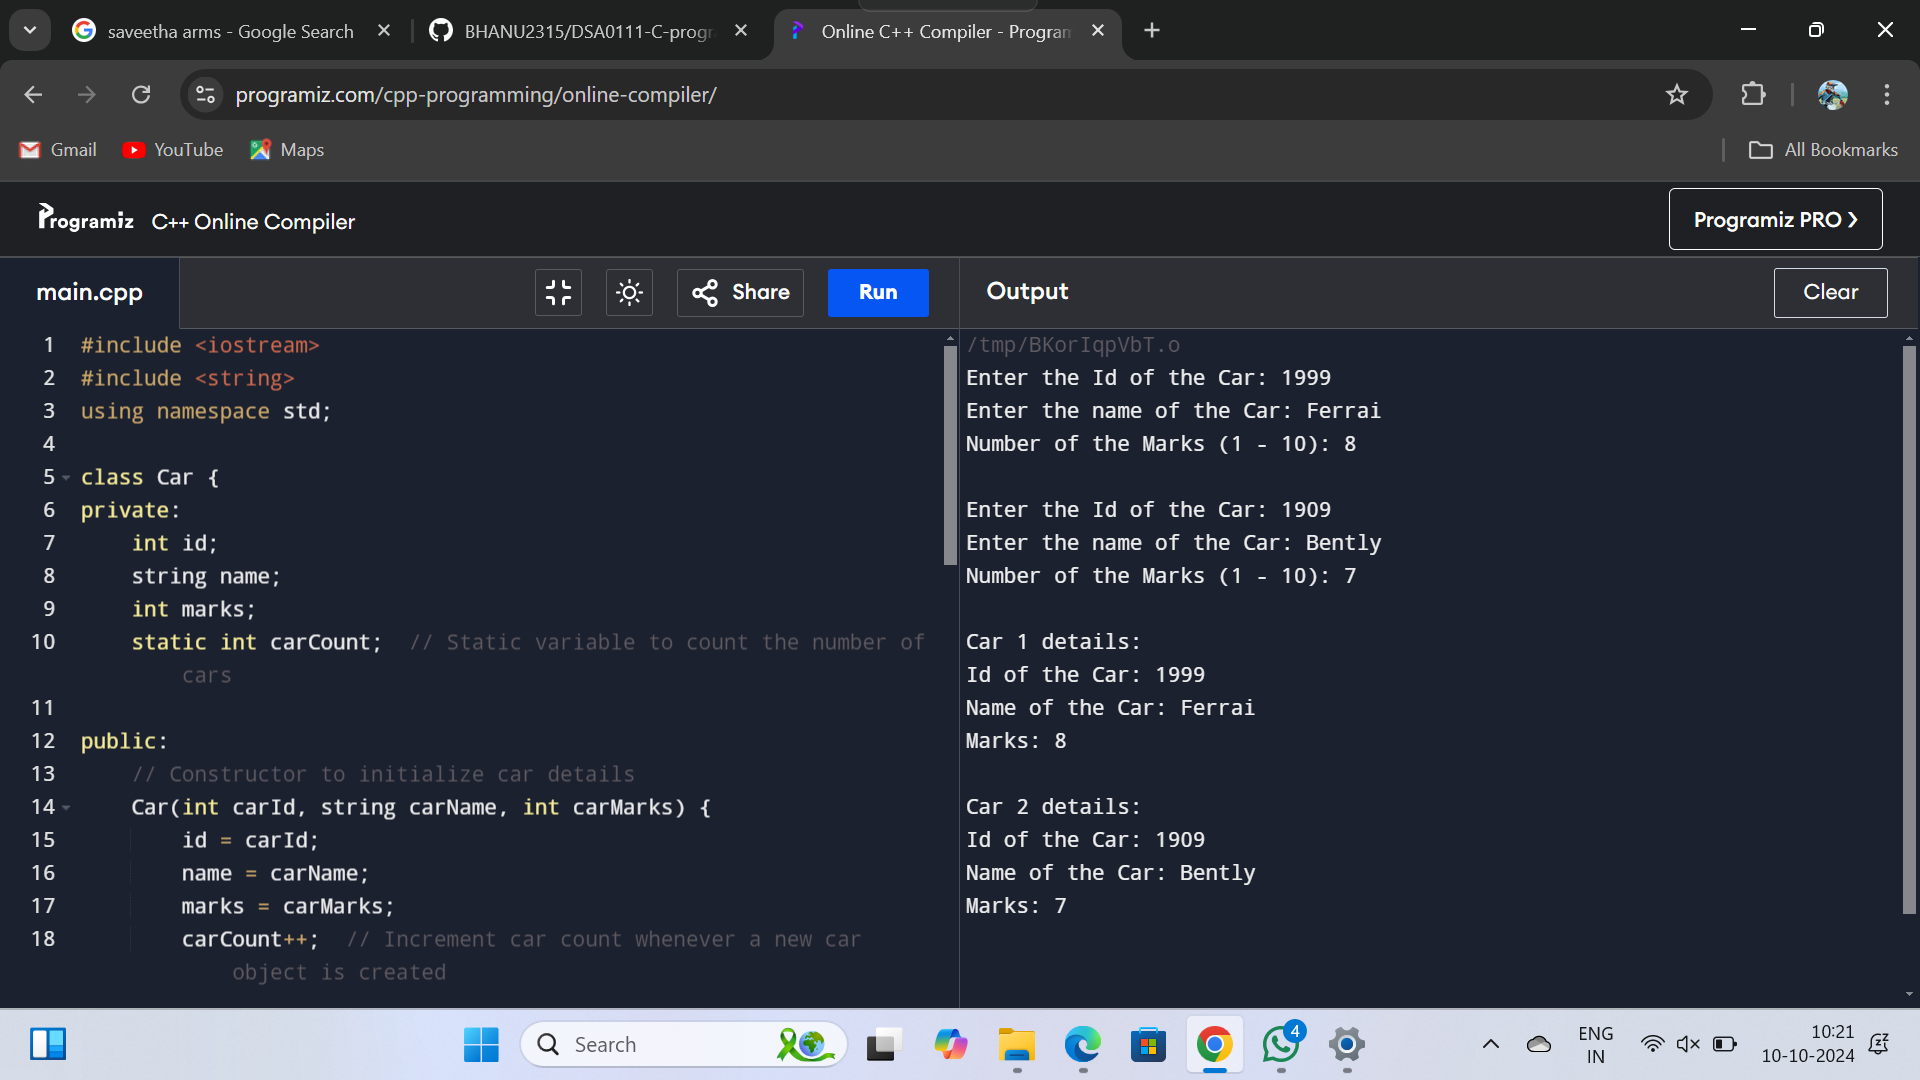 saveetha arms - Google Search
BHANU2315/DSA0111-C-progr
Online C++ Compiler - Program
programiz.com/cpp-programming/online-compiler/
Gmail
YouTube
Maps
All Bookmarks
Programiz
C++ Online Compiler
Programiz PRO
main.cpp
Share
Run
1 #include <iostream>
2 #include <string>
3 using namespace std;
4
5 class Car {
6 private:
7 int id;
8 string name;
9 int marks;
10 static int carCount; // Static variable to count the number of
cars
11
12 public:
13 // Constructor to initialize car details
14 Car(int carId, string carName, int carMarks) {
15 id = carId;
16 name = carName;
17 marks = carMarks;
18 carCount++; // Increment car count whenever a new car
object is created
Output
Clear
/tmp/BKorIqpVbT.o
Enter the Id of the Car: 1999
Enter the name of the Car: Ferrai
Number of the Marks (1 - 10): 8
Enter the Id of the Car: 1909
Enter the name of the Car: Bently
Number of the Marks (1 - 10): 7
Car 1 details:
Id of the Car: 1999
Name of the Car: Ferrai
Marks: 8
Car 2 details:
Id of the Car: 1909
Name of the Car: Bently
Marks: 7
Search
4
ENG
IN
10:21
10-10-2024